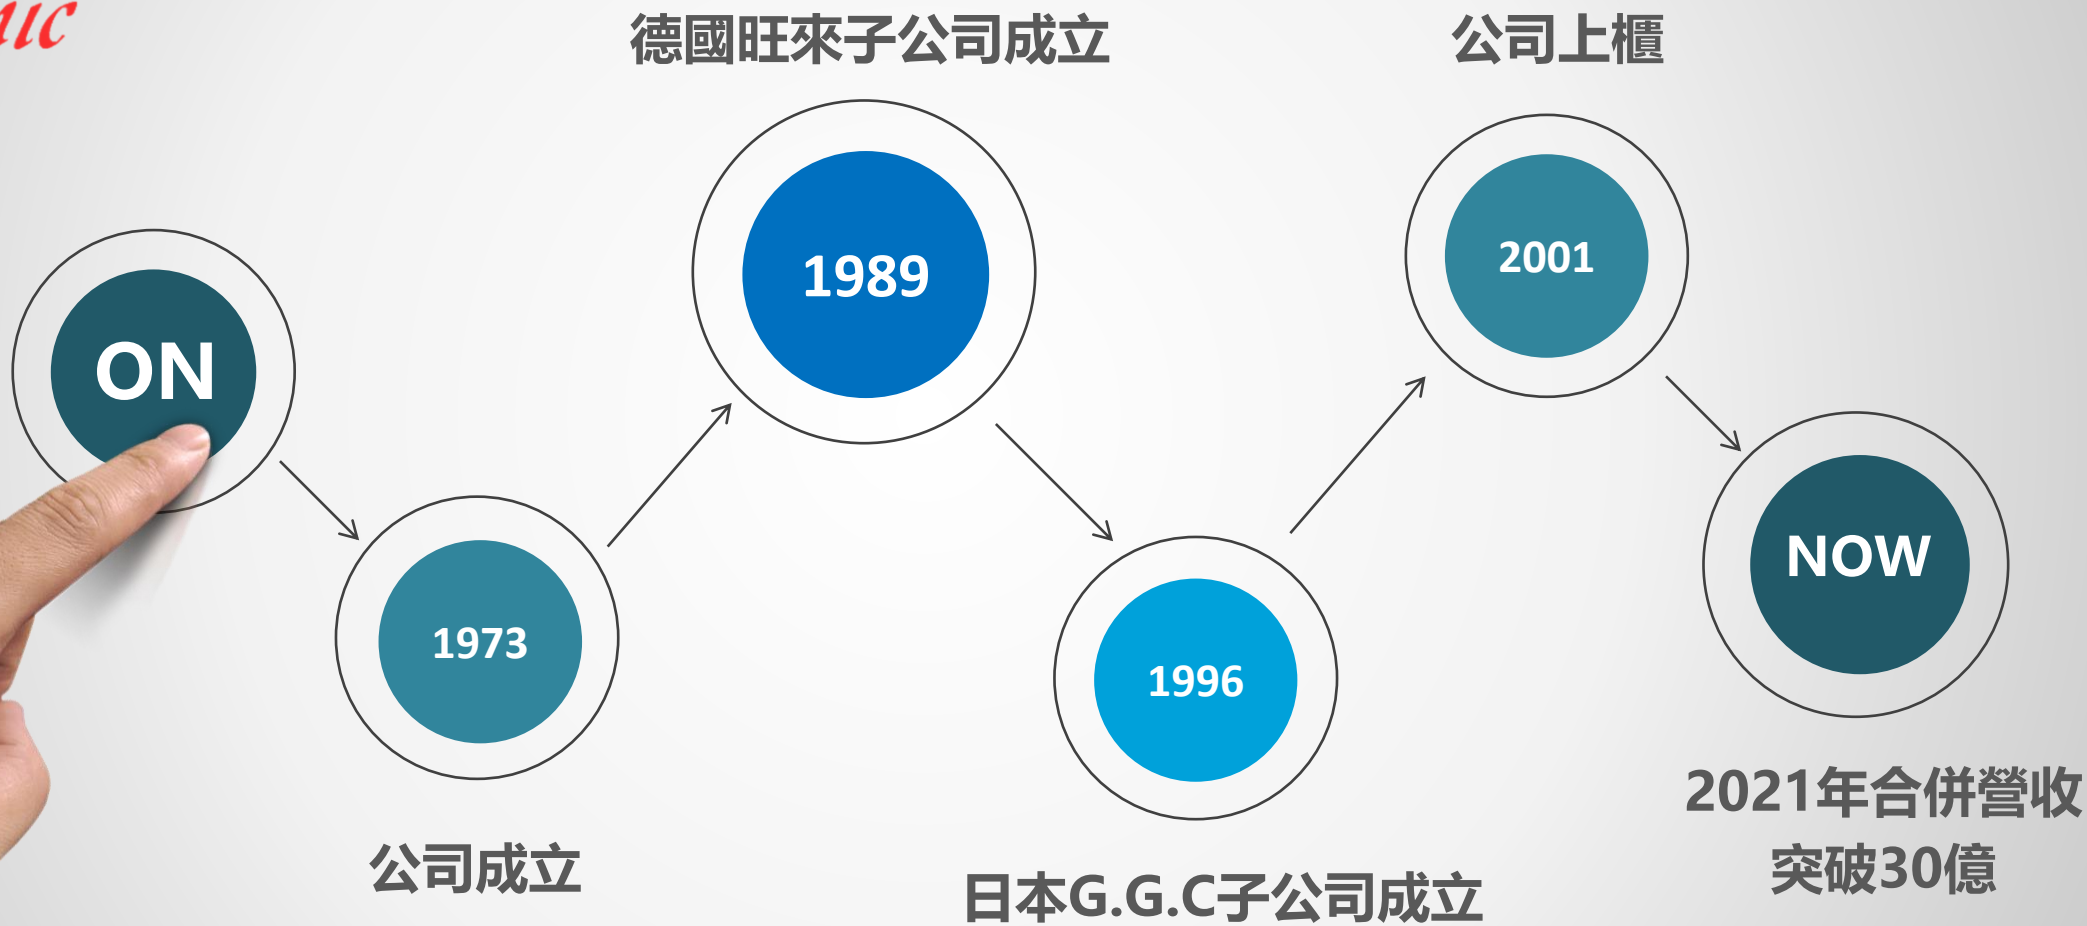 德國旺來子公司成立
公司上櫃
ON
1973
1989
1996
2001
NOW
公司成立
日本G.G.C子公司成立
2021年合併營收
突破30億